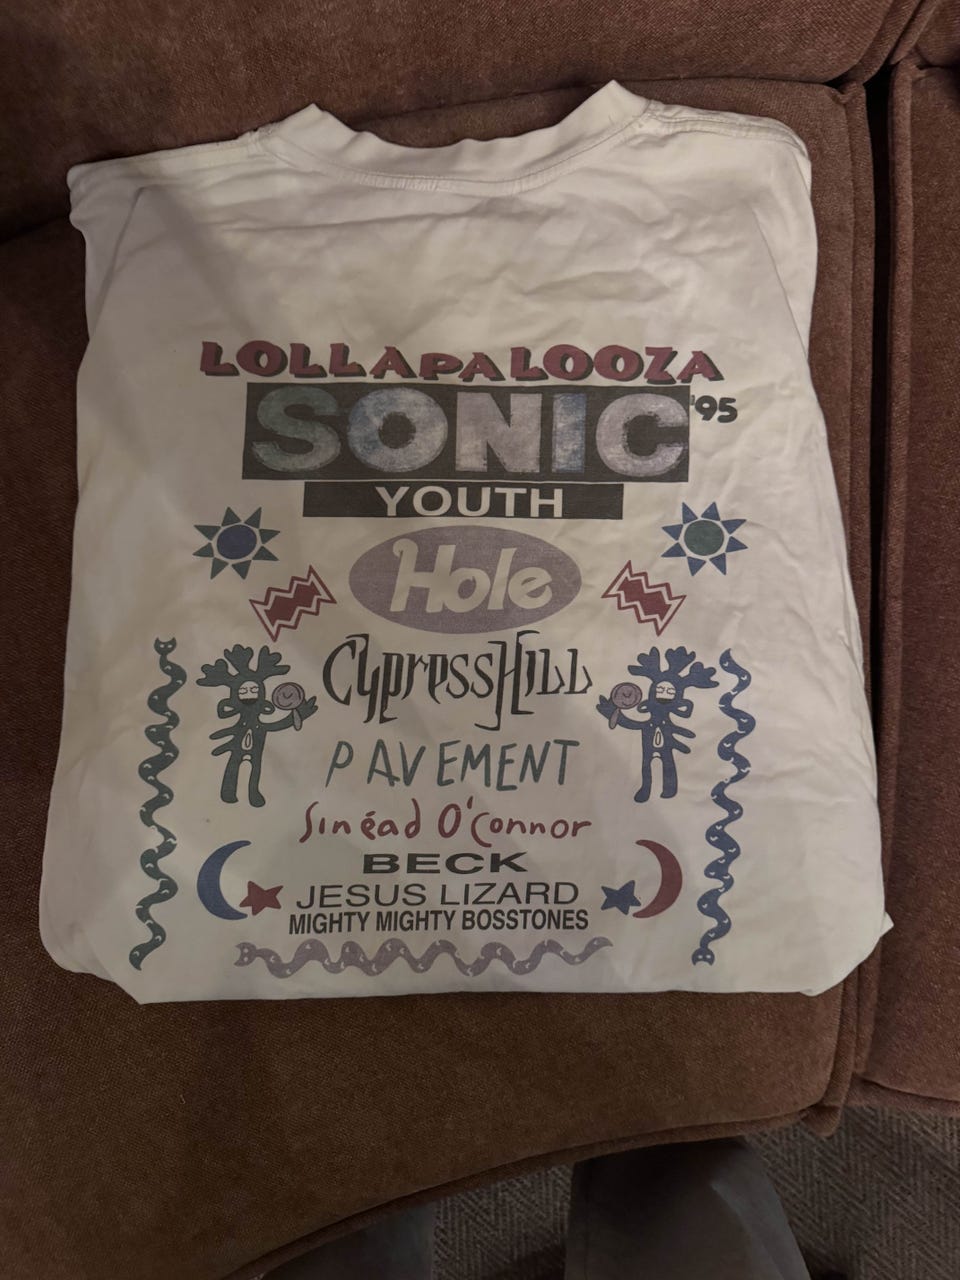 LOLLAPALOOZA
SONIC '95
YOUTH
Hole
CypressHill
PAVEMENT
Sinéad O'Connor
BECK
JESUS LIZARD
MIGHTY MIGHTY BOSSTONES